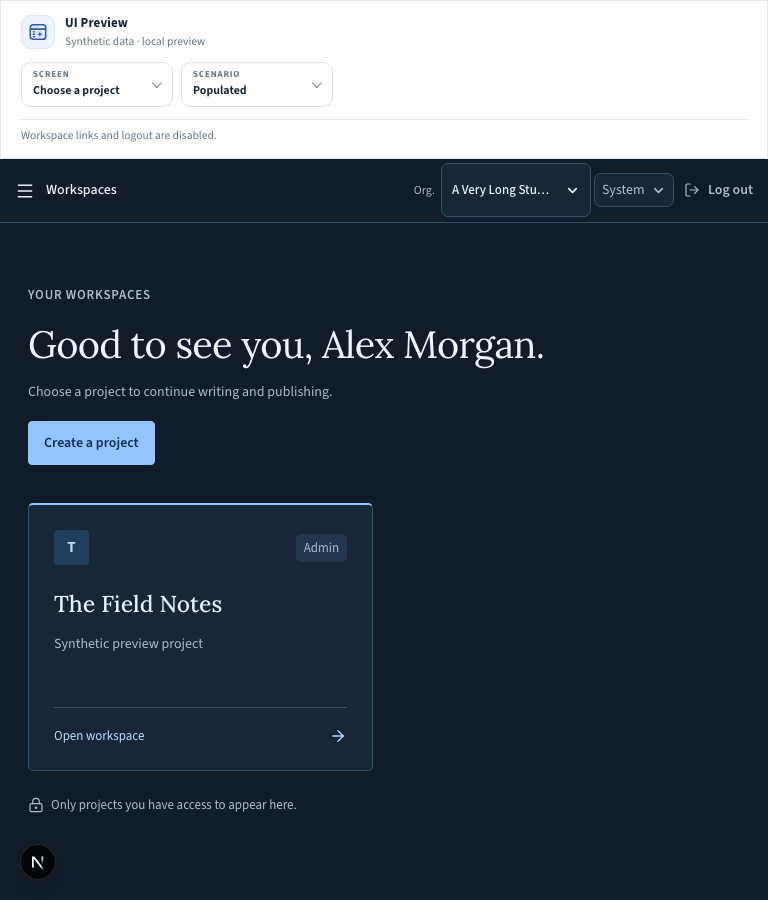 UI Preview
Synthetic data · local preview
SCREEN
Choose a project
SCENARIO
Populated
Workspace links and logout are disabled.
Workspaces
Org.
A Very Long Stu…
System
Log out
YOUR WORKSPACES
Good to see you, Alex Morgan.
Choose a project to continue writing and publishing.
Create a project
T
Admin
The Field Notes
Synthetic preview project
Open workspace
Only projects you have access to appear here.
N